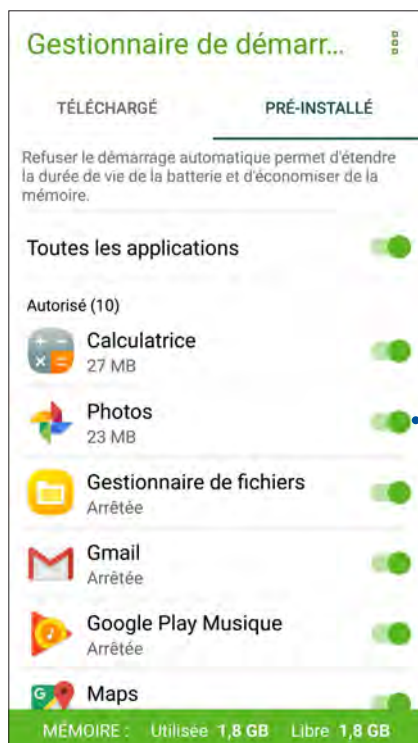 Gestionnaire de démarr...
TÉLÉCHARGÉ PRÉ-INSTALLÉ
Refuser le démarrage automatique permet d'étendre
la durée de vie de la batterie et d'économiser de la
mémoire.
Toutes les applications
Autorisé (10)
Calculatrice
27 MB
Photos
23 MB
Gestionnaire de fichiers
Arrêtée
Gmail
Arrêtée
Google Play Musique
Arrêtée
Maps
MÉMOIRE : Utilisée 1,8 GB Libre 1,8 GB